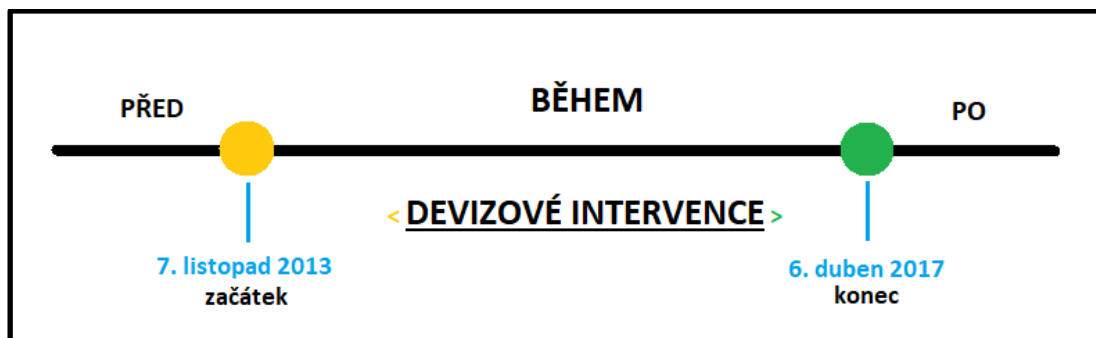 PŘED
BĚHEM
PO
< DEVIZOVÉ INTERVENCE >
7. listopad 2013
začátek
6. duben 2017
konec